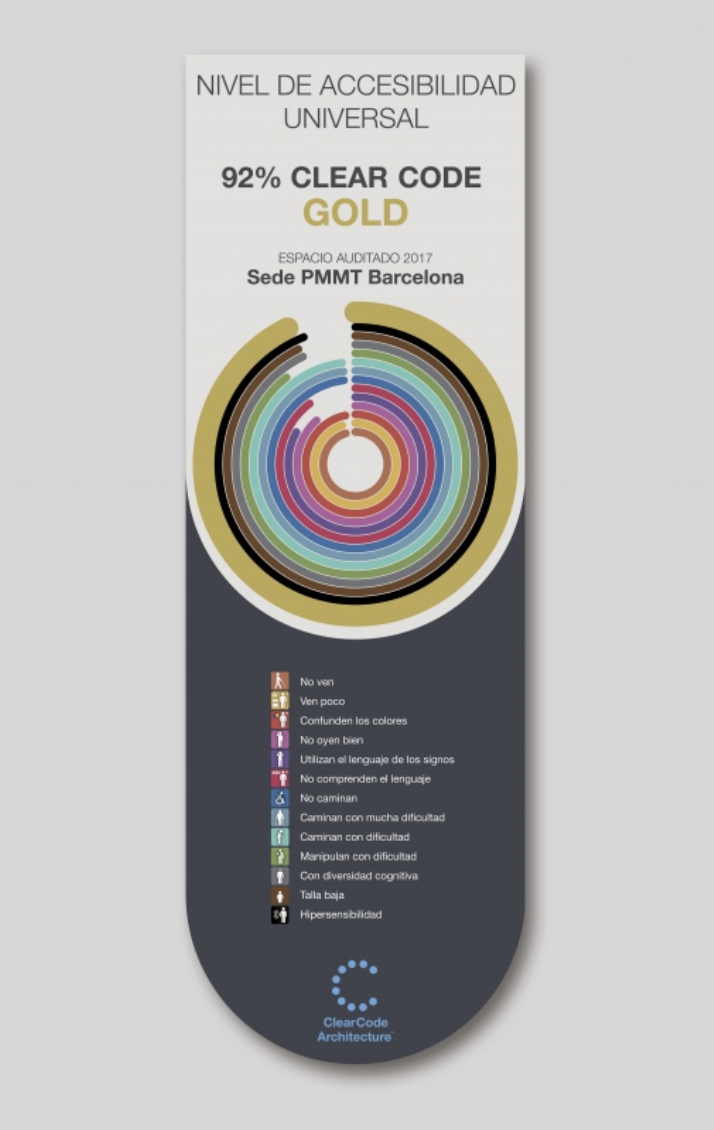 NIVEL DE ACCESIBILIDAD
UNIVERSAL
92% CLEAR CODE
GOLD
ESPACIO AUDITADO 2017
Sede PMMT Barcelona
No ven
Ven poco
Confunden los colores
No oyen bien
Utilizan el lenguaje de los signos
No comprenden el lenguaje
No caminan
Caminan con mucha dificultad
Caminan con dificultad
Manipulan con dificultad
Con diversidad cognitiva
Talla baja
Hipersensibilidad
ClearCode
Architecture